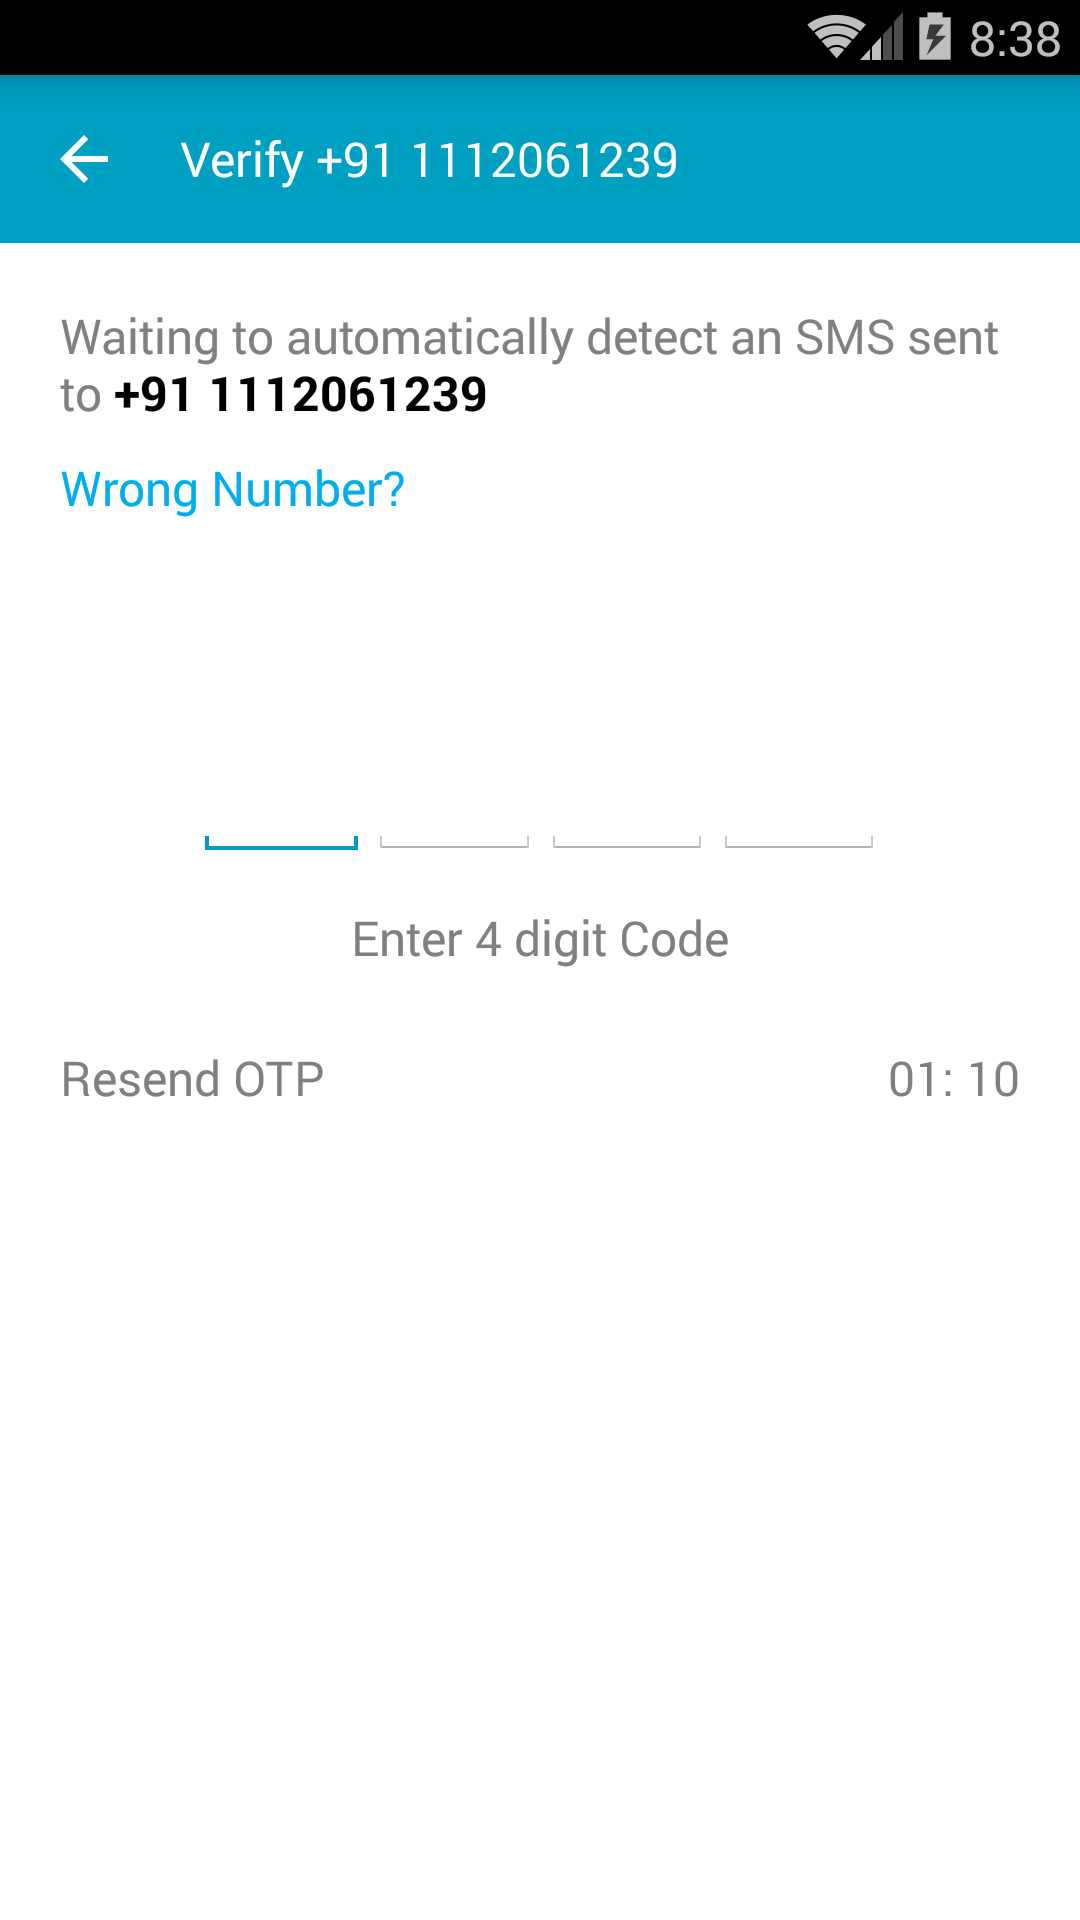 8:38
Verify +91 1112061239
Waiting to automatically detect an SMS sent
to +91 1112061239
Wrong Number?
Enter 4 digit Code
Resend OTP 01: 10